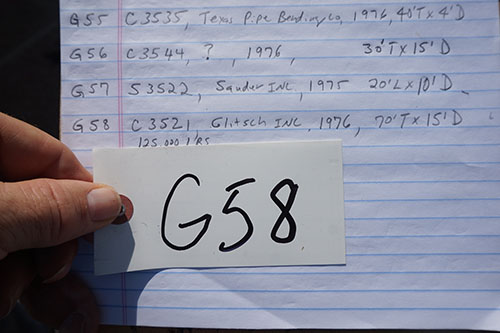 G55 C3535, Texas Pipe Bending Co, 1976, 40'T x 4'D
G56 C3544, ?, 1976, 30'T x 15'D
G57 S3522, Sauder INC, 1975 20'L x 10'D
G58 C3521, Glitsch INC, 1976, 70'T x 15'D
125,000 LBS
G58